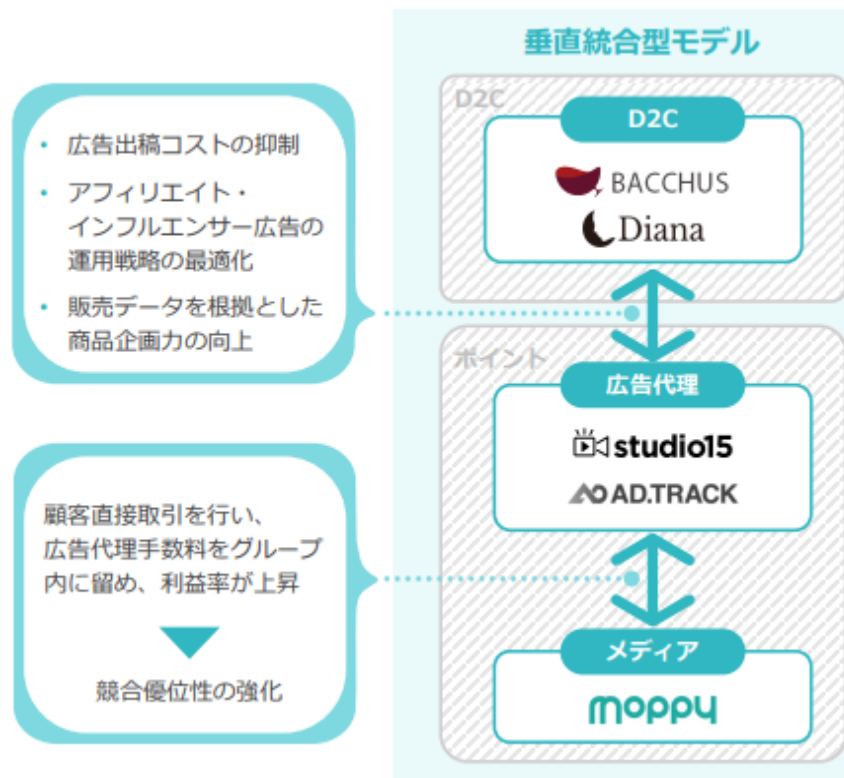 垂直統合型モデル
D2C
D2C
BACCHUS
Diana
• 広告出稿コストの抑制
• アフィリエイト・
インフルエンサー広告の
運用戦略の最適化
• 販売データを根拠とした
商品企画力の向上
ポイント
広告代理
studio15
AD.TRACK
顧客直接取引を行い、
広告代理手数料をグループ
内に留め、利益率が上昇
競合優位性の強化
メディア
moppy